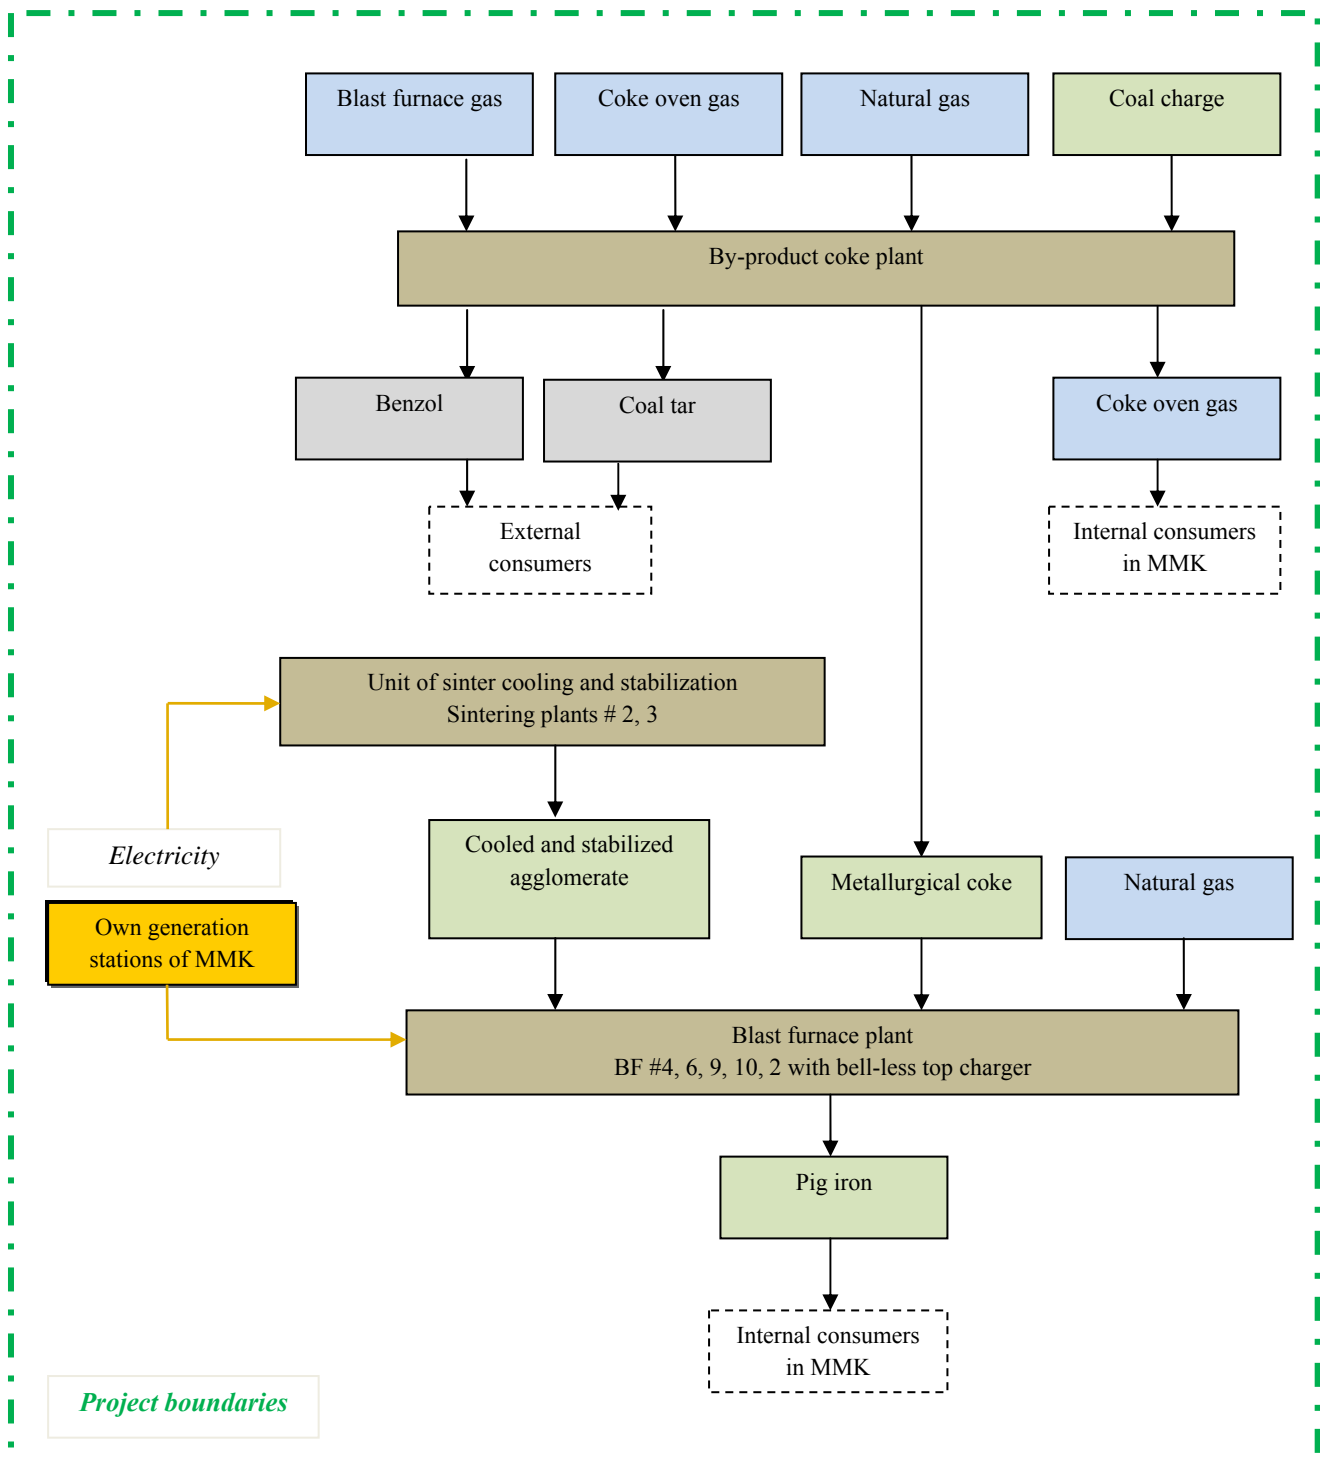 Blast furnace gas
Coke oven gas
Natural gas
Coal charge
By-product coke plant
Benzol
Coal tar
Coke oven gas
External
consumers
Internal consumers
in MMK
Unit of sinter cooling and stabilization
Sintering plants # 2, 3
Electricity
Cooled and stabilized
agglomerate
Metallurgical coke
Natural gas
Own generation
stations of MMK
Blast furnace plant
BF #4, 6, 9, 10, 2 with bell-less top charger
Pig iron
Internal consumers
in MMK
Project boundaries